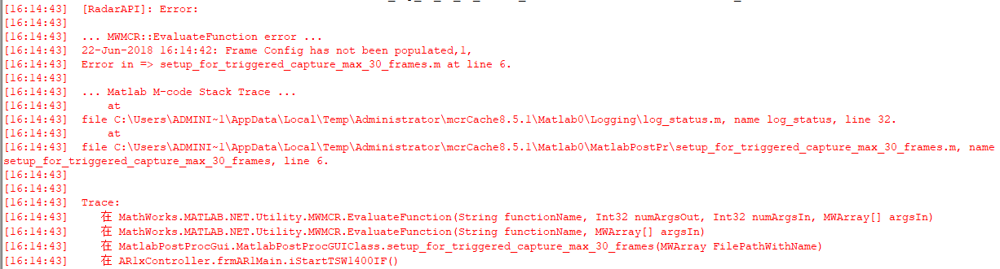 [16:14:43] [RadarAPI]: Error:
[16:14:43]
[16:14:43] ... MWMCR::EvaluateFunction error ...
[16:14:43] 22-Jun-2018 16:14:42: Frame Config has not been populated,1,
[16:14:43] Error in => setup_for_triggered_capture_max_30_frames.m at line 6.
[16:14:43]
[16:14:43] ... Matlab M-code Stack Trace ...
[16:14:43] at
[16:14:43] file C:\Users\ADMINI~1\AppData\Local\Temp\Administrator\mcrCache8.5.1\Matlab0\Logging\log_status.m, name log_status, line 32.
[16:14:43] at
[16:14:43] file C:\Users\ADMINI~1\AppData\Local\Temp\Administrator\mcrCache8.5.1\Matlab0\MatlabPostPr\setup_for_triggered_capture_max_30_frames.m, name
setup_for_triggered_capture_max_30_frames, line 6.
[16:14:43]
[16:14:43]
[16:14:43] Trace:
[16:14:43] 在 MathWorks.MATLAB.NET.Utility.MWMCR.EvaluateFunction(String functionName, Int32 numArgsOut, Int32 numArgsIn, MWArray[] argsIn)
[16:14:43] 在 MathWorks.MATLAB.NET.Utility.MWMCR.EvaluateFunction(String functionName, MWArray[] argsIn)
[16:14:43] 在 MatlabPostProcGui.MatlabPostProcGUIClass.setup_for_triggered_capture_max_30_frames(MWArray FilePathWithName)
[16:14:43] 在 AR1xController.frmAR1Main.iStartTSW1400IF()